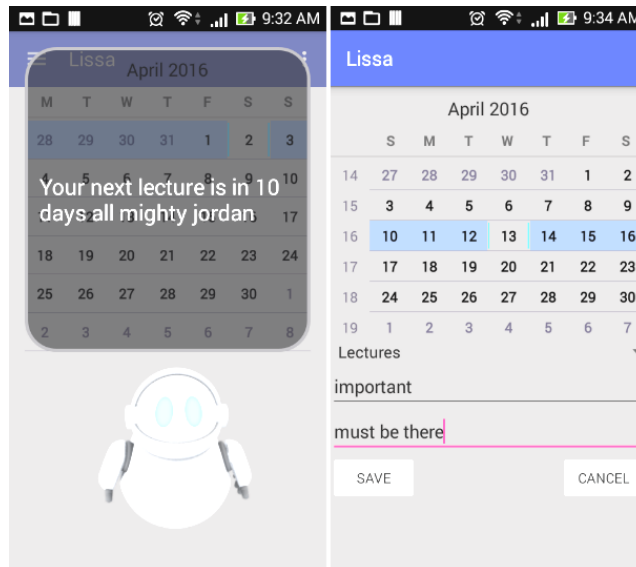 9:32 AM
Lissa
April 2016
M T W T F S S
28 29 30 31 1 2 3
4 5 6 7 8 9 10
Your next lecture is in 10
days all mighty jordan
17
18 19 20 21 22 23 24
25 26 27 28 29 30 1
2 3 4 5 6 7 8
9:34 AM
Lissa
April 2016
S M T W T F S
14 27 28 29 30 31 1 2
15 3 4 5 6 7 8 9
16 10 11 12 13 14 15 16
17 17 18 19 20 21 22 23
18 24 25 26 27 28 29 30
19 1 2 3 4 5 6 7
Lectures
important
must be there
SAVE CANCEL